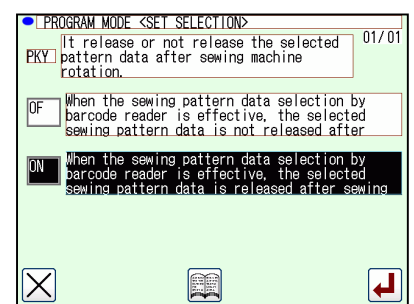 PROGRAM MODE <SET SELECTION>
01/01
PKY
It release or not release the selected
pattern data after sewing machine
rotation.
OF
When the sewing pattern data selection by
barcode reader is effective, the selected
sewing pattern data is not released after
ON
When the sewing pattern data selection by
barcode reader is effective, the selected
sewing pattern data is released after sewing